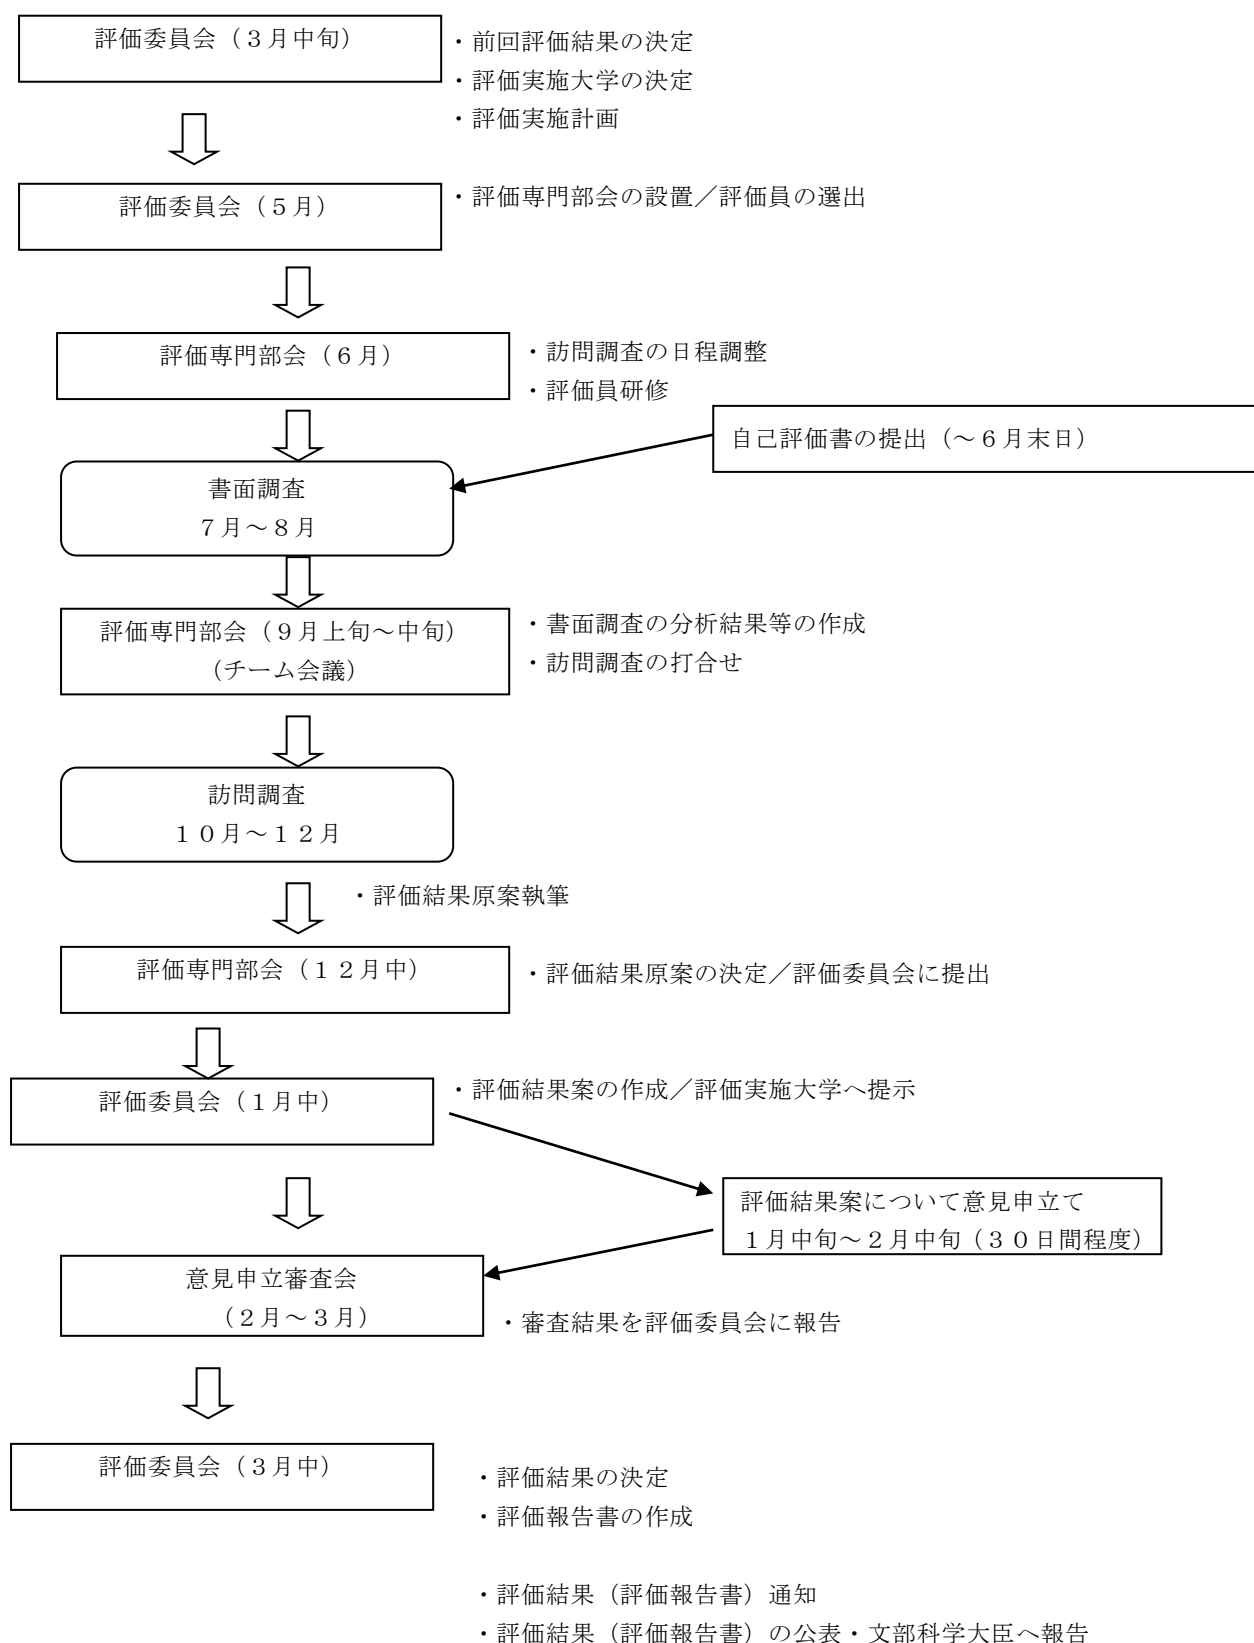 評価委員会（３月中旬）
・前回評価結果の決定
・評価実施大学の決定
・評価実施計画
評価委員会（５月）
・評価専門部会の設置／評価員の選出
評価専門部会（６月）
・訪問調査の日程調整
・評価員研修
自己評価書の提出（～６月末日）
書面調査
７月～８月
評価専門部会（９月上旬～中旬）
（チーム会議）
・書面調査の分析結果等の作成
・訪問調査の打合せ
訪問調査
１０月～１２月
・評価結果原案執筆
評価専門部会（１２月中）
・評価結果原案の決定／評価委員会に提出
評価委員会（１月中）
・評価結果案の作成／評価実施大学へ提示
評価結果案について意見申立て
１月中旬～２月中旬（３０日間程度）
意見申立審査会
（２月～３月）
・審査結果を評価委員会に報告
評価委員会（３月中）
・評価結果の決定
・評価報告書の作成
・評価結果（評価報告書）通知
・評価結果（評価報告書）の公表・文部科学大臣へ報告